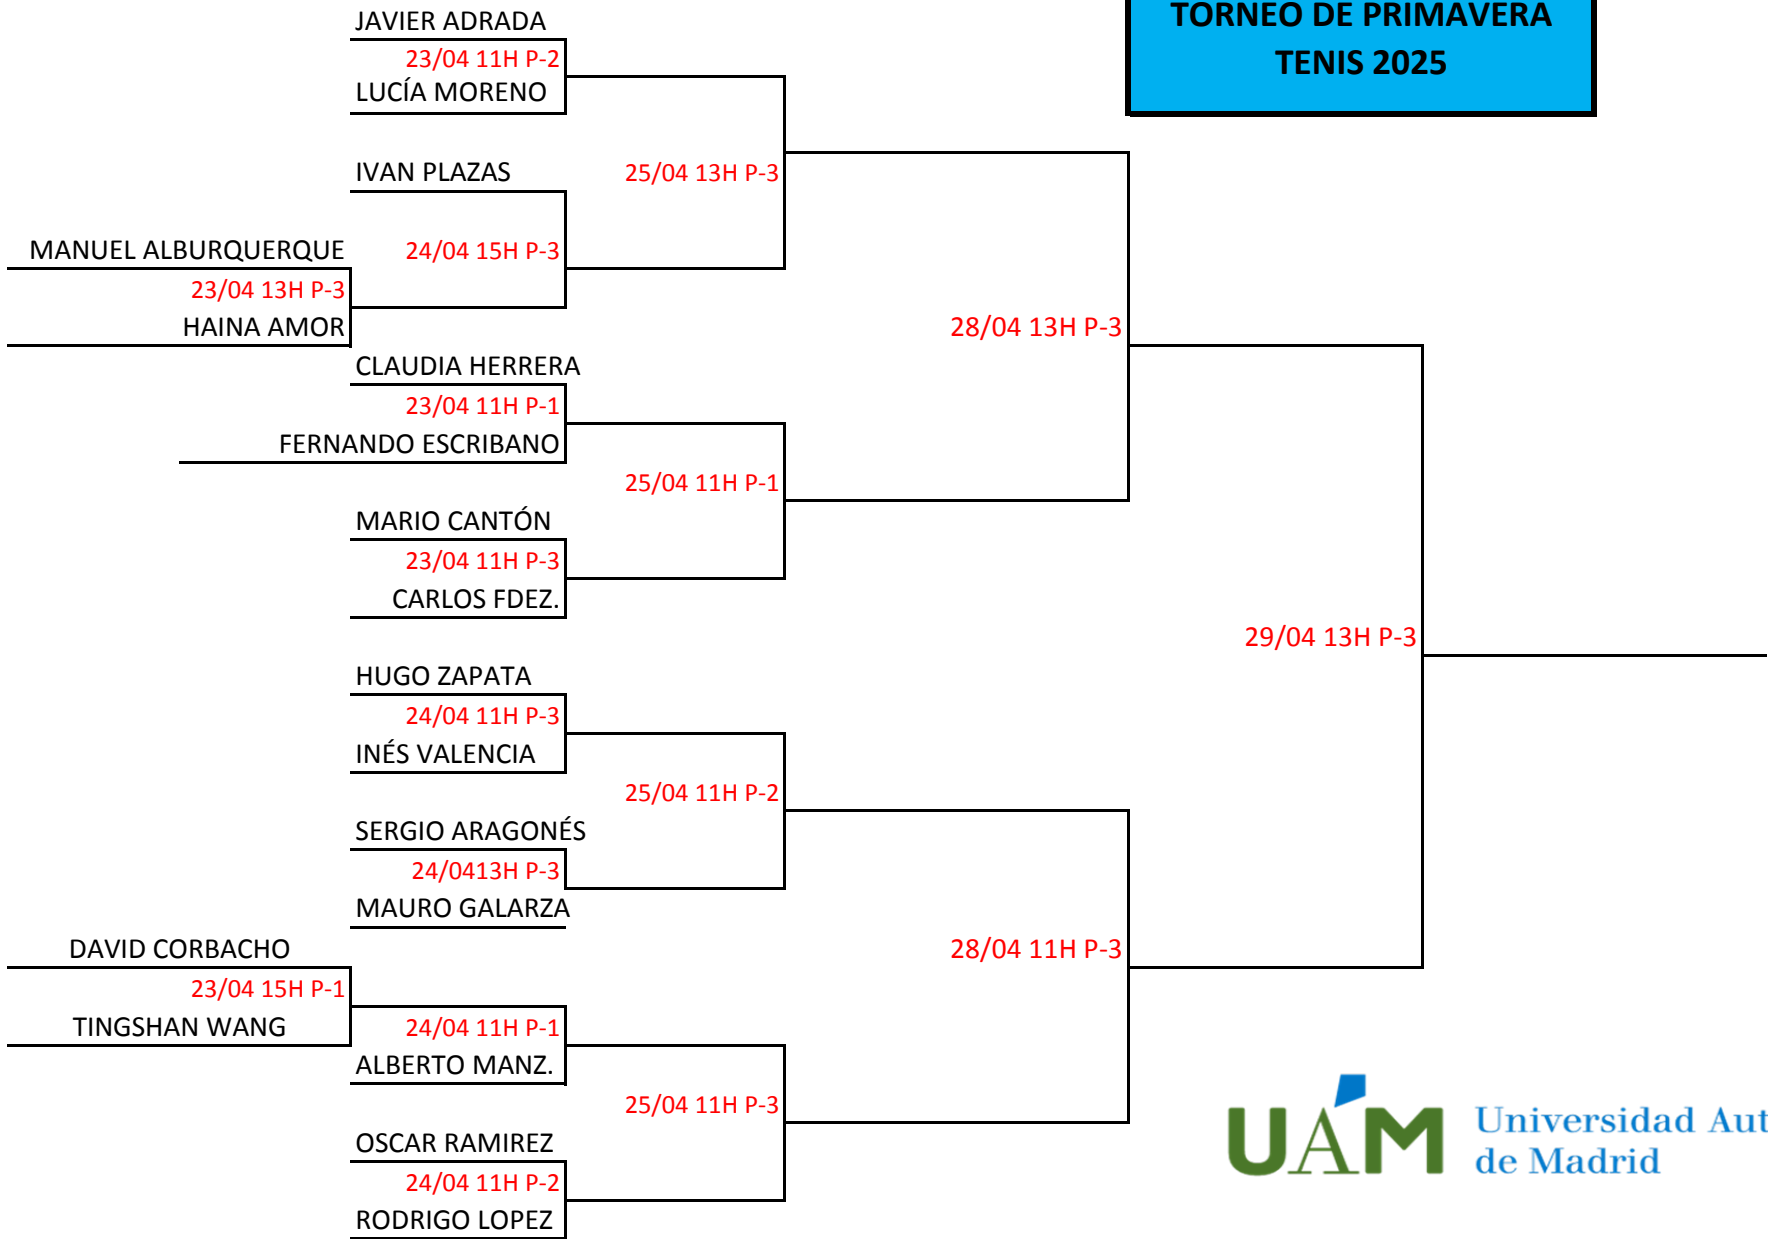 TORNEO DE PRIMAVERA
TENIS 2025
JAVIER ADRADA
23/04 11H P-2
LUCÍA MORENO
IVAN PLAZAS
25/04 13H P-3
MANUEL ALBURQUERQUE
24/04 15H P-3
23/04 13H P-3
HAINA AMOR
28/04 13H P-3
CLAUDIA HERRERA
23/04 11H P-1
FERNANDO ESCRIBANO
25/04 11H P-1
MARIO CANTÓN
23/04 11H P-3
CARLOS FDEZ.
29/04 13H P-3
HUGO ZAPATA
24/04 11H P-3
INÉS VALENCIA
25/04 11H P-2
SERGIO ARAGONÉS
24/0413H P-3
MAURO GALARZA
DAVID CORBACHO
28/04 11H P-3
23/04 15H P-1
TINGSHAN WANG
24/04 11H P-1
ALBERTO MANZ.
25/04 11H P-3
OSCAR RAMIREZ
24/04 11H P-2
RODRIGO LOPEZ
UAM
Universidad Aut
de Madrid